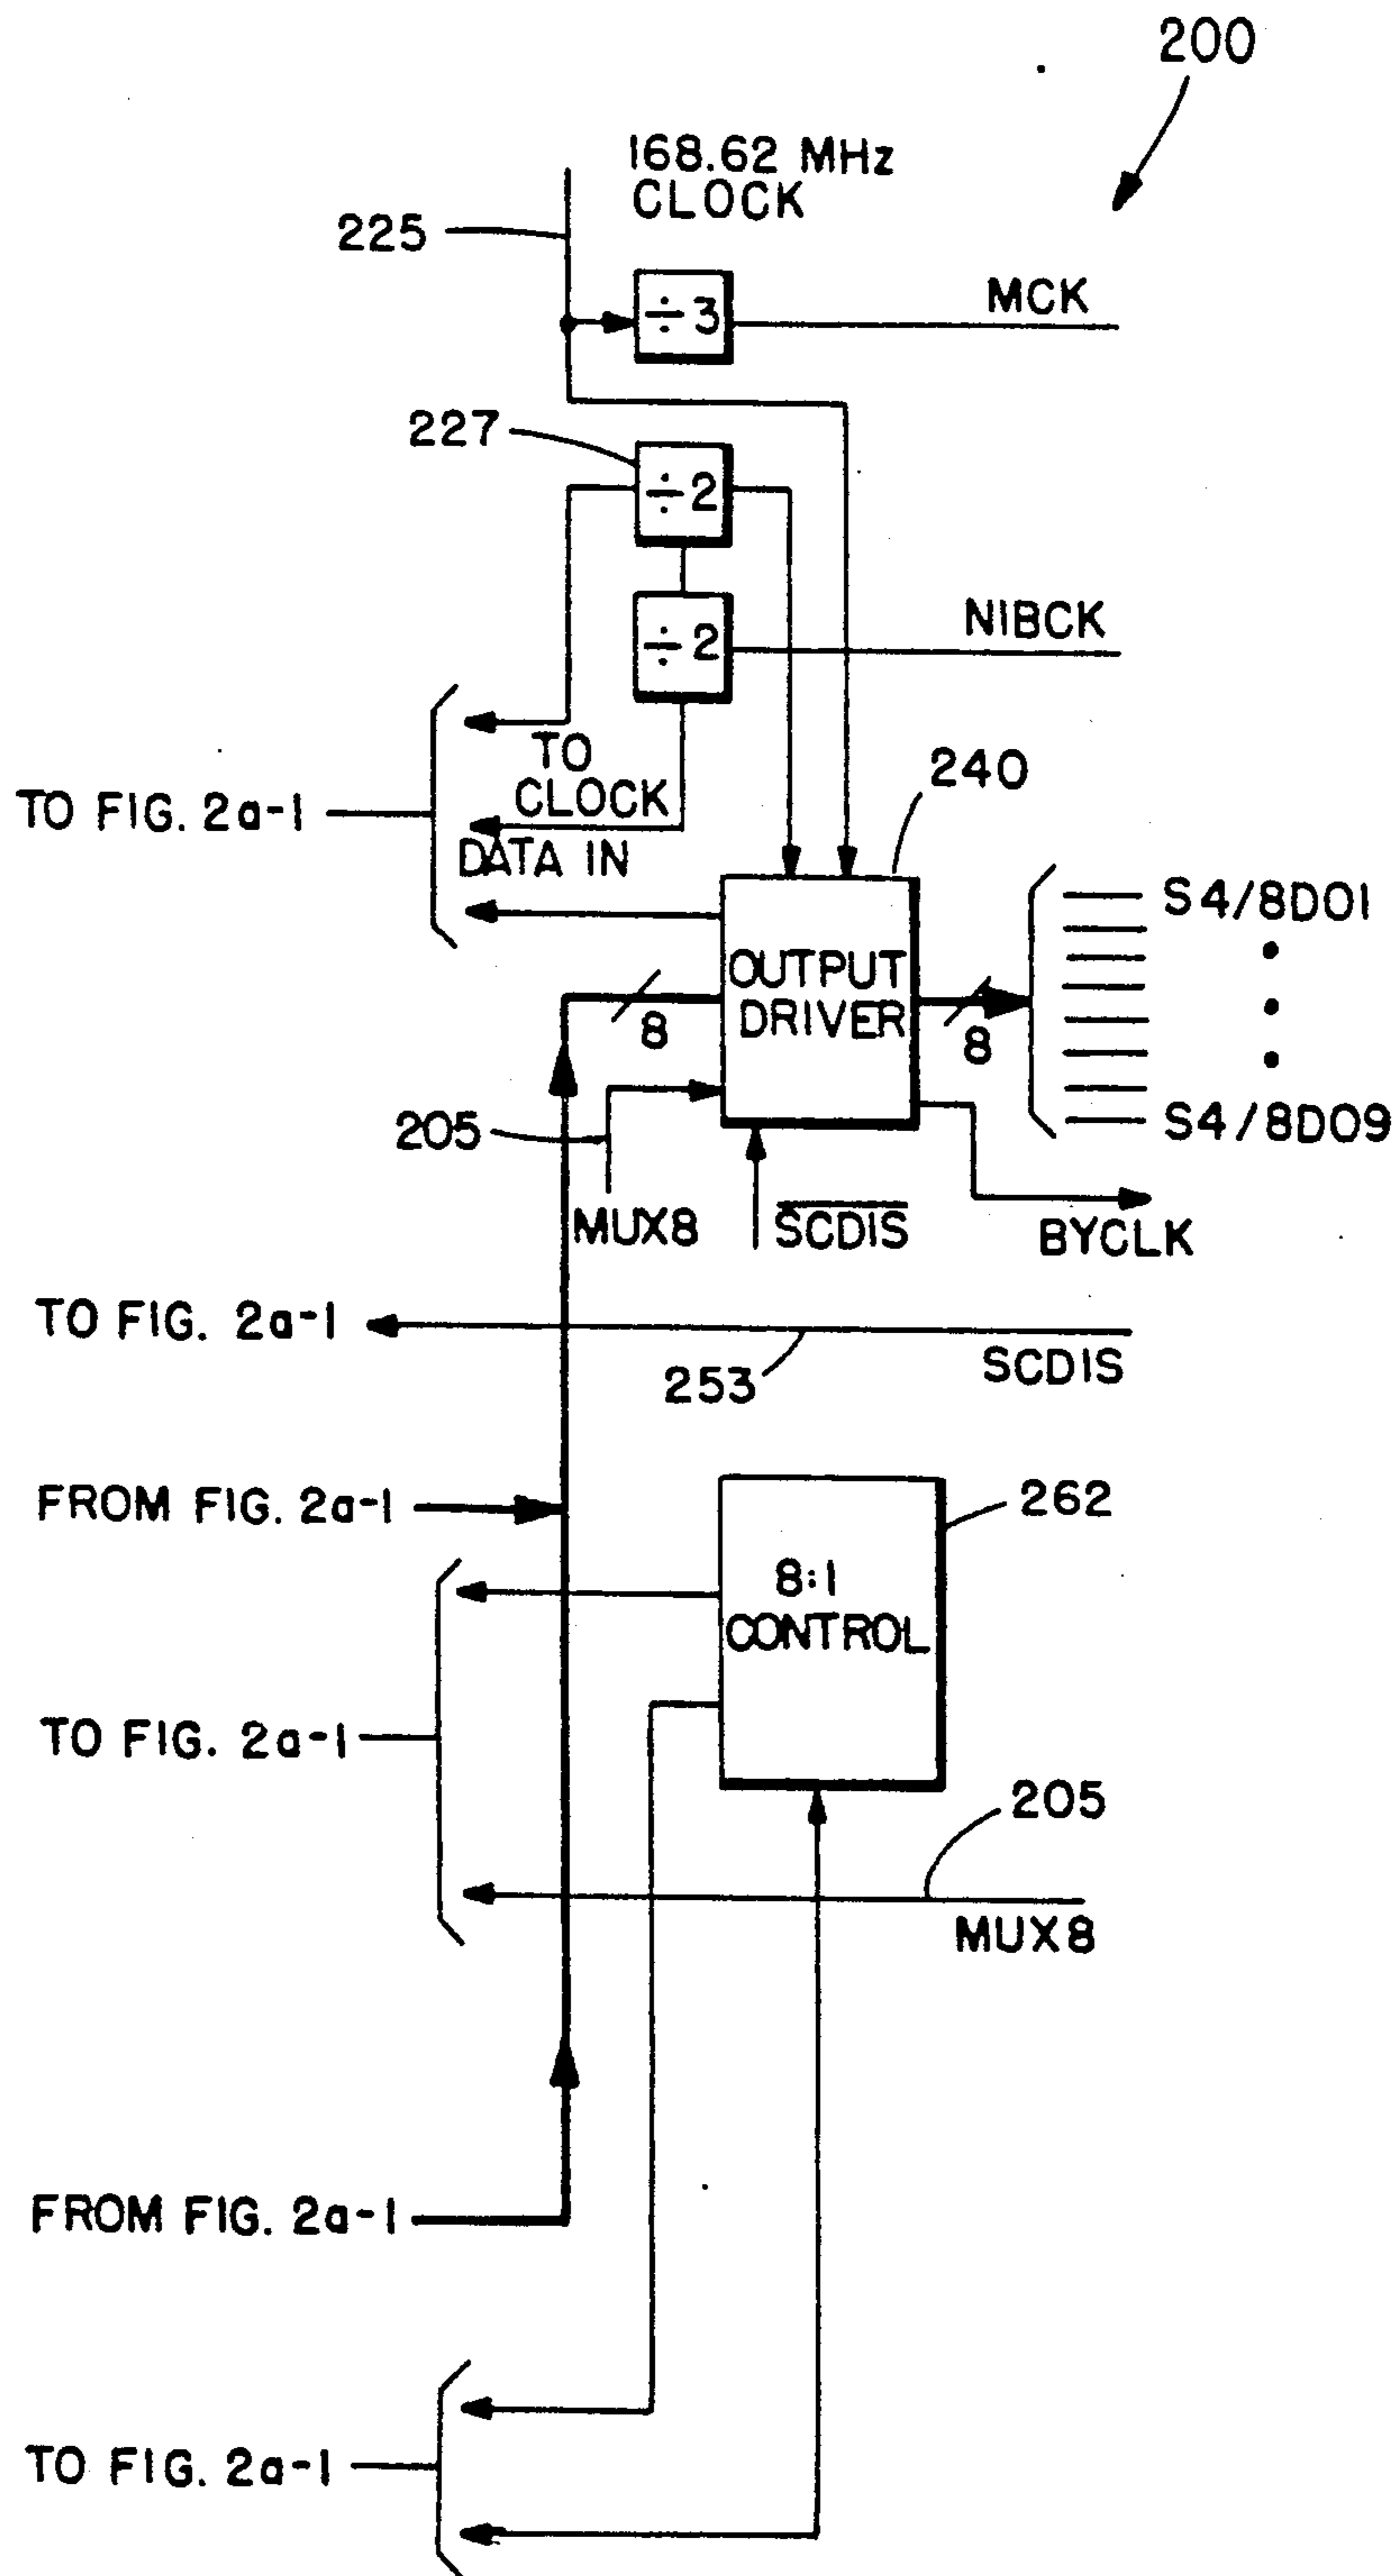 200
168.62 MHz
CLOCK
225
÷3
MCK
227
÷2
÷2
NIBCK
TO
CLOCK
TO FIG. 2a-1
DATA IN
240
OUTPUT
DRIVER
8
8
S4/8D01
S4/8D09
205
MUX8
SCDIS
BYCLK
TO FIG. 2a-1
253
SCDIS
FROM FIG. 2a-1
262
8:1
CONTROL
TO FIG. 2a-1
205
MUX8
FROM FIG. 2a-1
TO FIG. 2a-1